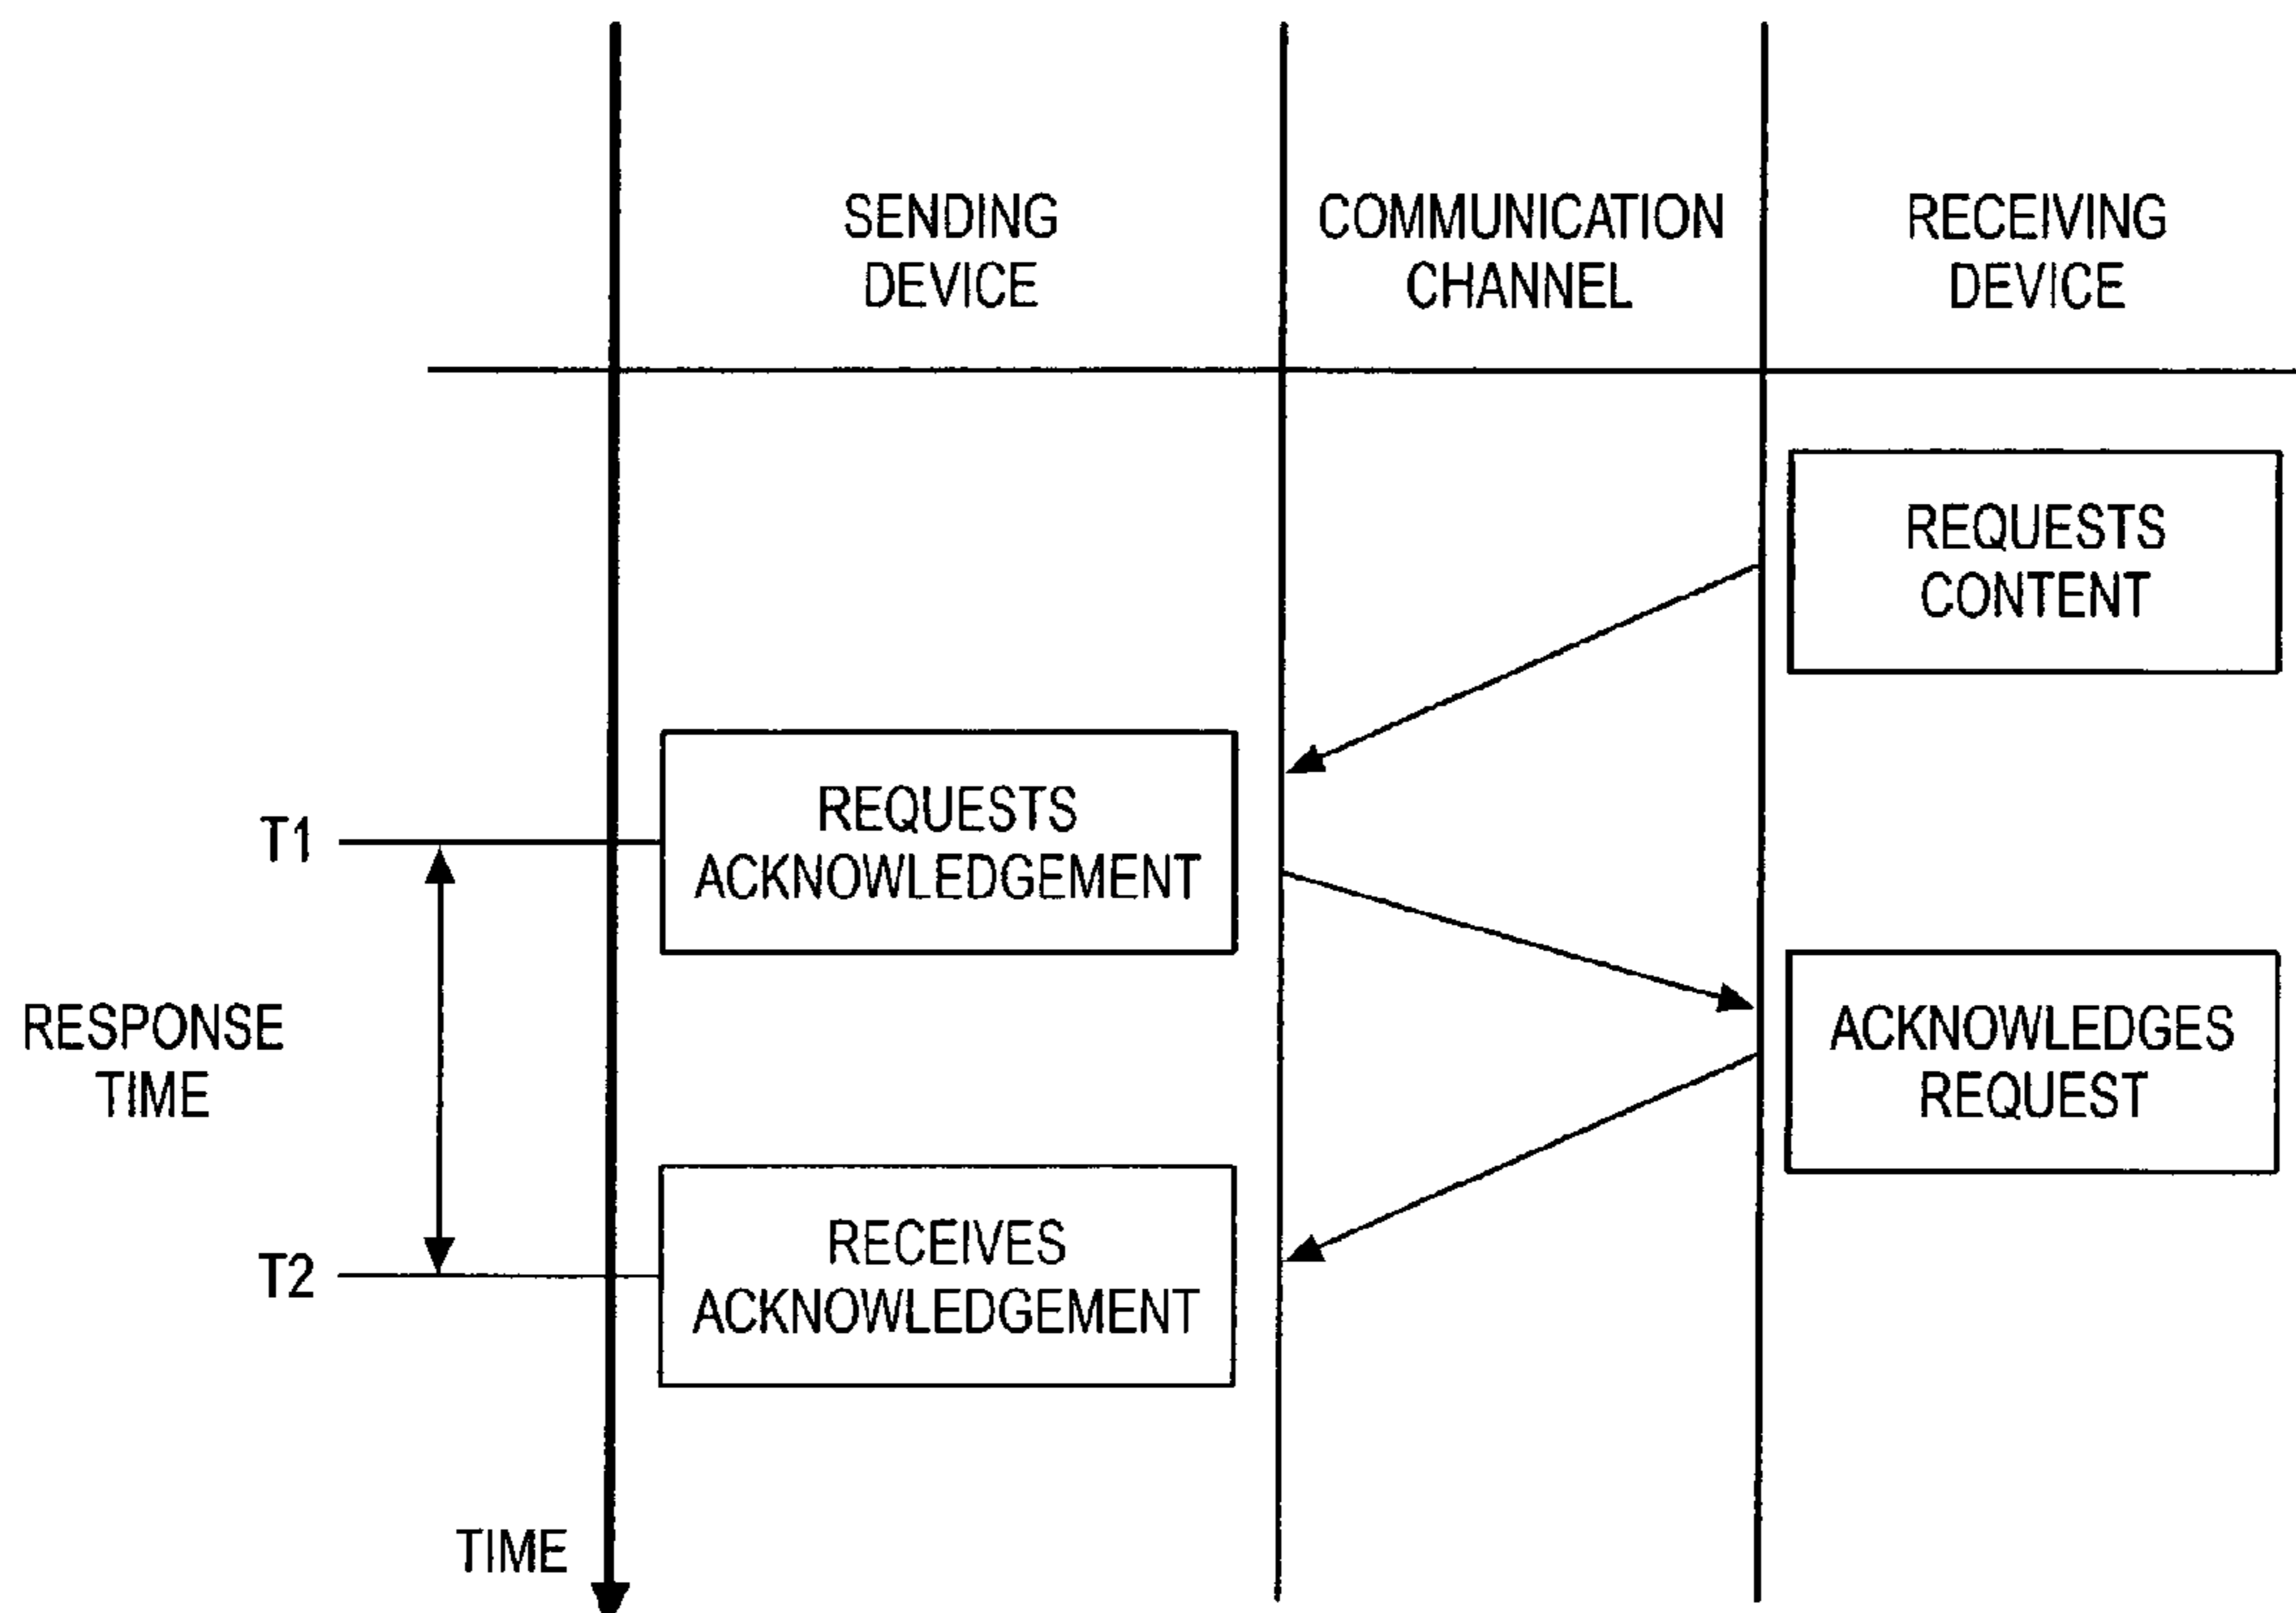 SENDING
DEVICE
COMMUNICATION
CHANNEL
RECEIVING
DEVICE
REQUESTS
CONTENT
T1
REQUESTS
ACKNOWLEDGEMENT
RESPONSE
TIME
ACKNOWLEDGES
REQUEST
T2
RECEIVES
ACKNOWLEDGEMENT
TIME